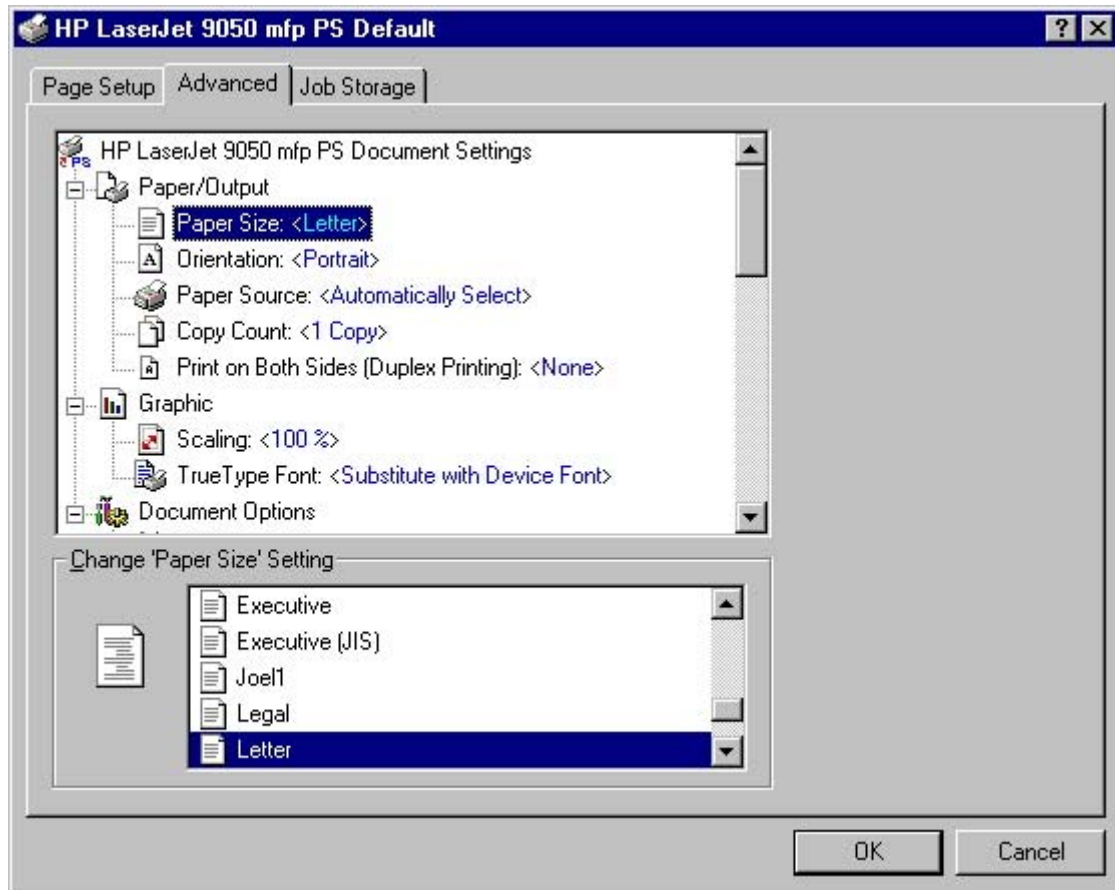 HP LaserJet 9050 mfp PS Default
Page Setup Advanced Job Storage
HP LaserJet 9050 mfp PS Document Settings
Paper/Output
Paper Size: <Letter>
Orientation: <Portrait>
Paper Source: <Automatically Select>
Copy Count: <1 Copy>
Print on Both Sides (Duplex Printing): <None>
Graphic
Scaling: <100 %>
TrueType Font: <Substitute with Device Font>
Document Options
Change 'Paper Size' Setting
Executive
Executive (JIS)
Joel1
Legal
Letter
OK Cancel